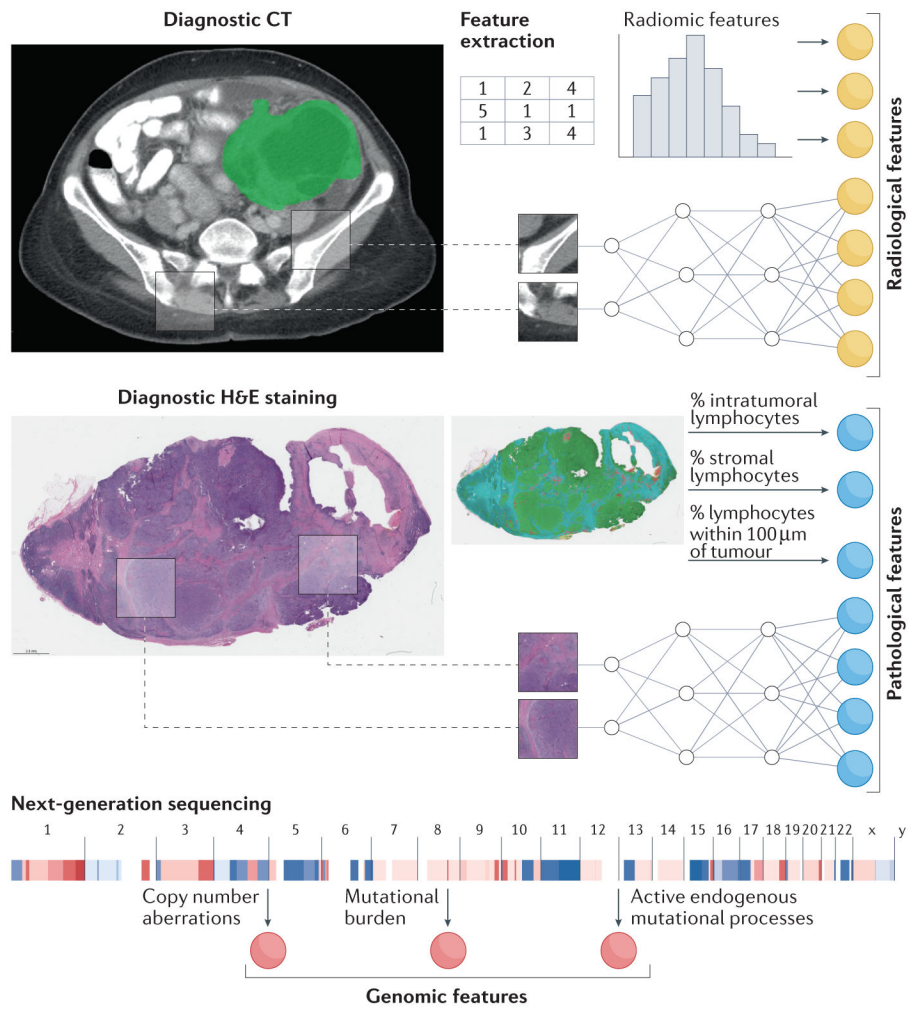 Diagnostic CT
Feature
extraction
Radiomic features
1 2 4
5 1 1
1 3 4
Radiological features
Diagnostic H&E staining
% intratumoral
lymphocytes
% stromal
lymphocytes
% lymphocytes
within 100 μm
of tumour
Pathological features
Next-generation sequencing
1 2 3 4 5 6 7 8 9 10 11 12 13 14 15 16 17 18 19 20 21 22 x y
Copy number
aberrations
Mutational
burden
Active endogenous
mutational processes
Genomic features